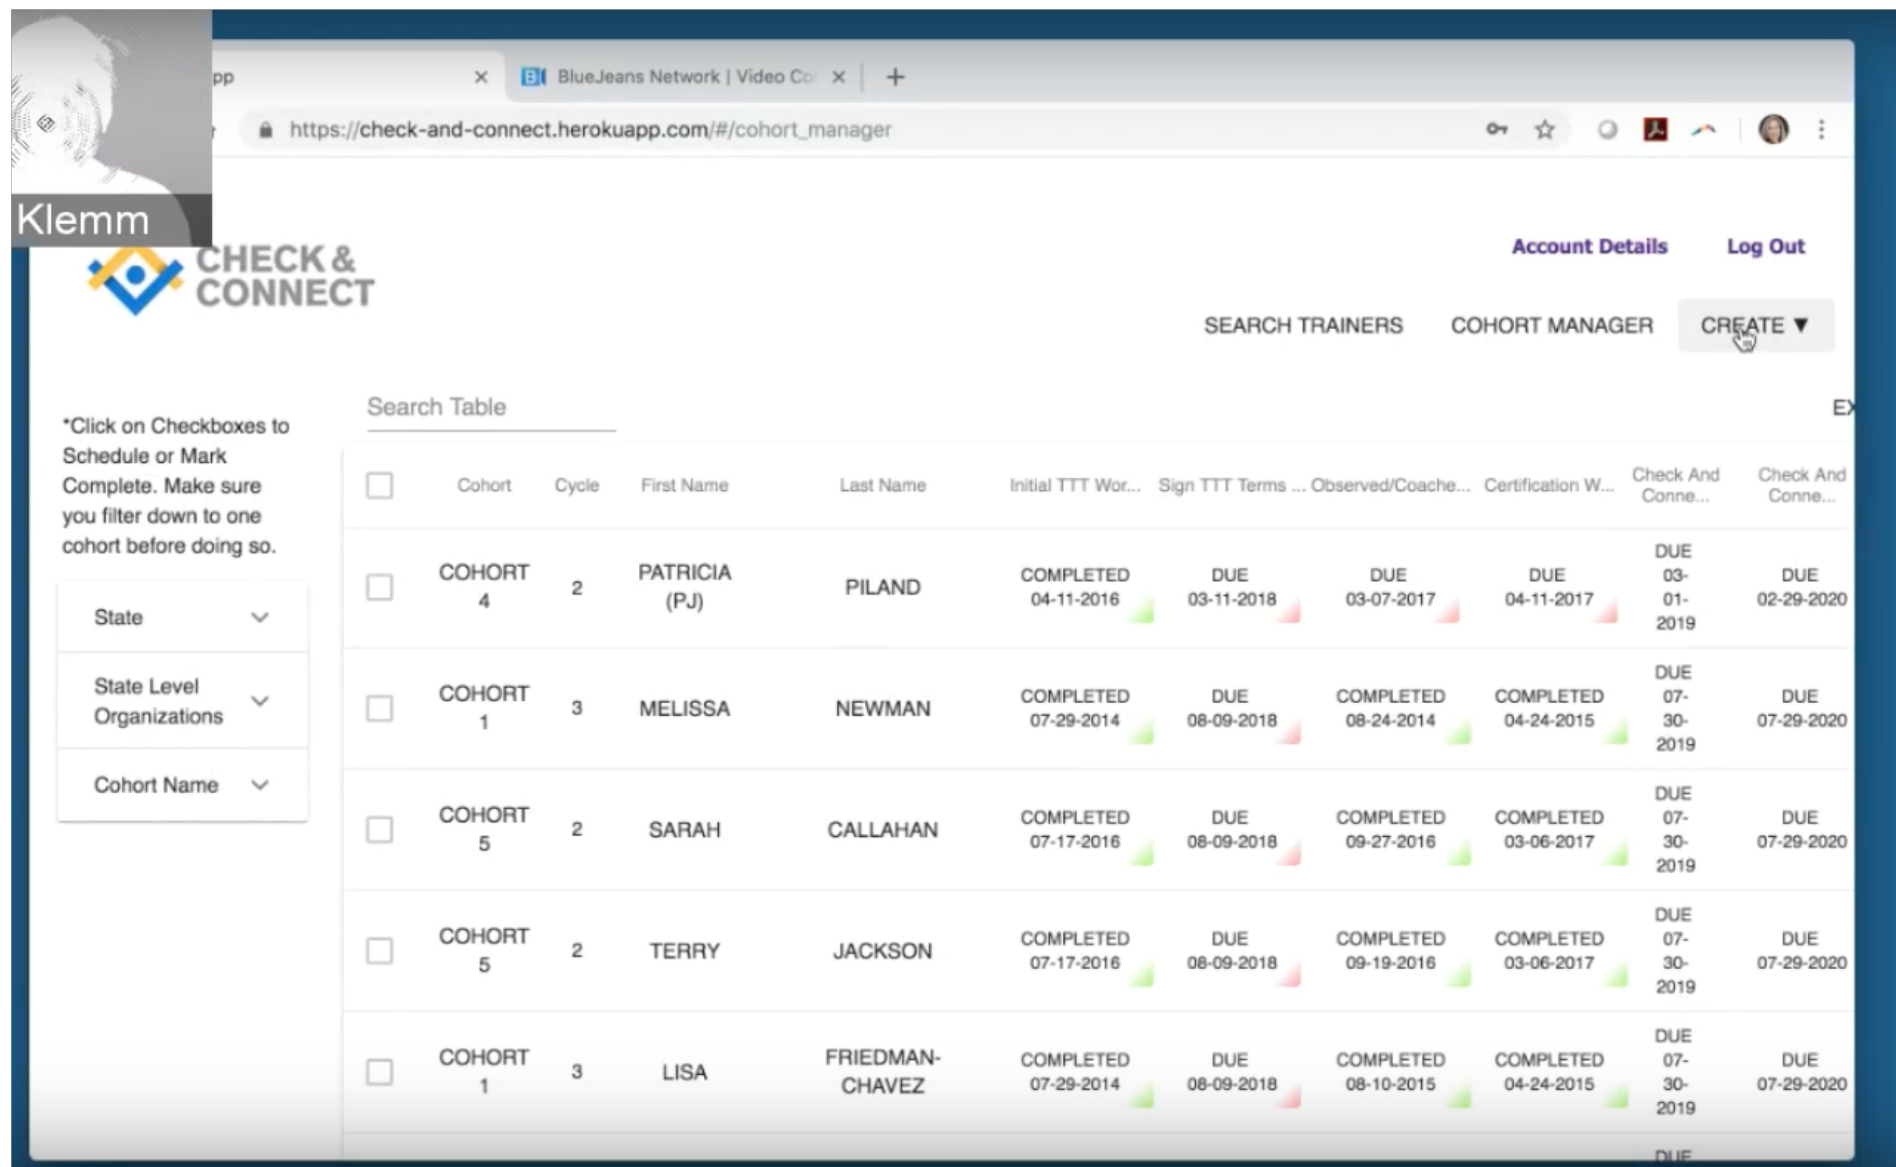 pp
BlueJeans Network | Video Co
https://check-and-connect.herokuapp.com/#/cohort_manager
Klemm
CHECK &
CONNECT
Account Details Log Out
SEARCH TRAINERS COHORT MANAGER CREATE ▼
*Click on Checkboxes to
Schedule or Mark
Complete. Make sure
you filter down to one
cohort before doing so.
State
State Level
Organizations
Cohort Name
Search Table
EX
Cohort Cycle First Name Last Name Initial TTT Wor... Sign TTT Terms ... Observed/Coache... Certification W... Check And Conne... Check And Conne...
COHORT 4 2 PATRICIA (PJ) PILAND COMPLETED 04-11-2016 DUE 03-11-2018 DUE 03-07-2017 DUE 04-11-2017 DUE 03-01-2019 DUE 02-29-2020
COHORT 1 3 MELISSA NEWMAN COMPLETED 07-29-2014 DUE 08-09-2018 COMPLETED 08-24-2014 COMPLETED 04-24-2015 DUE 07-30-2019 DUE 07-29-2020
COHORT 5 2 SARAH CALLAHAN COMPLETED 07-17-2016 DUE 08-09-2018 COMPLETED 09-27-2016 COMPLETED 03-06-2017 DUE 07-30-2019 DUE 07-29-2020
COHORT 5 2 TERRY JACKSON COMPLETED 07-17-2016 DUE 08-09-2018 COMPLETED 09-19-2016 COMPLETED 03-06-2017 DUE 07-30-2019 DUE 07-29-2020
COHORT 1 3 LISA FRIEDMAN-CHAVEZ COMPLETED 07-29-2014 DUE 08-09-2018 COMPLETED 08-10-2015 COMPLETED 04-24-2015 DUE 07-30-2019 DUE 07-29-2020
DUE